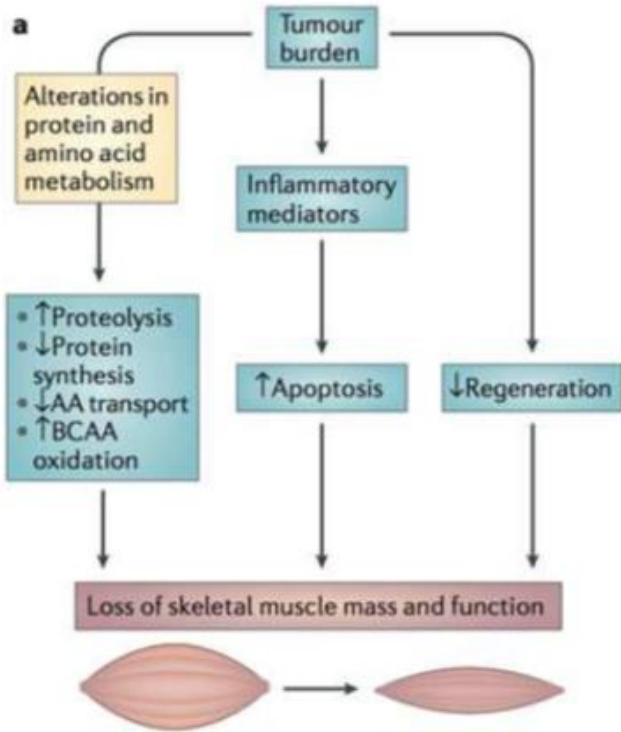 a
Tumour
burden
Alterations in
protein and
amino acid
metabolism
Inflammatory
mediators
• ↑Proteolysis
• ↓Protein
synthesis
• ↓AA transport
• ↑BCAA
oxidation
↑Apoptosis
↓Regeneration
Loss of skeletal muscle mass and function